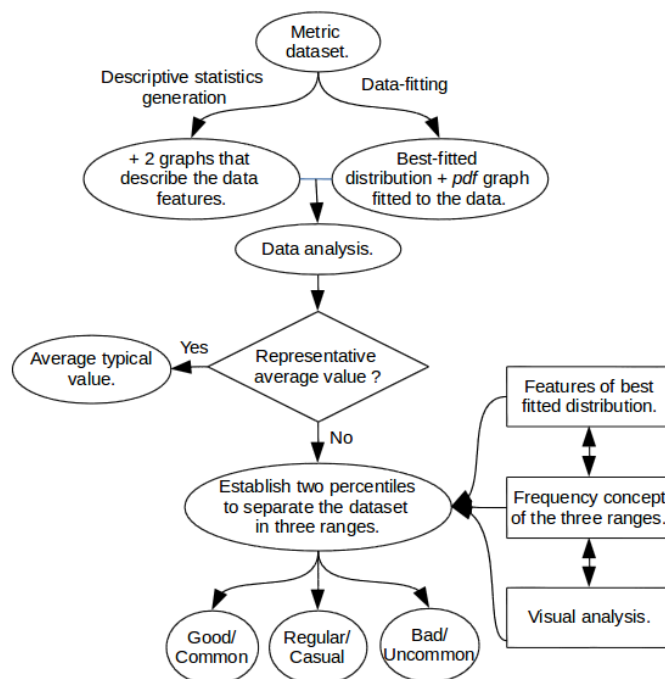 Metric
dataset.
Descriptive statistics
generation
Data-fitting
+ 2 graphs that
describe the data
features.
Best-fitted
distribution + pdf graph
fitted to the data.
Data analysis.
Representative
average value ?
Yes
Average typical
value.
No
Features of best
fitted distribution.
Establish two percentiles
to separate the dataset
in three ranges.
Frequency concept
of the three ranges.
Visual analysis.
Good/
Common
Regular/
Casual
Bad/
Uncommon